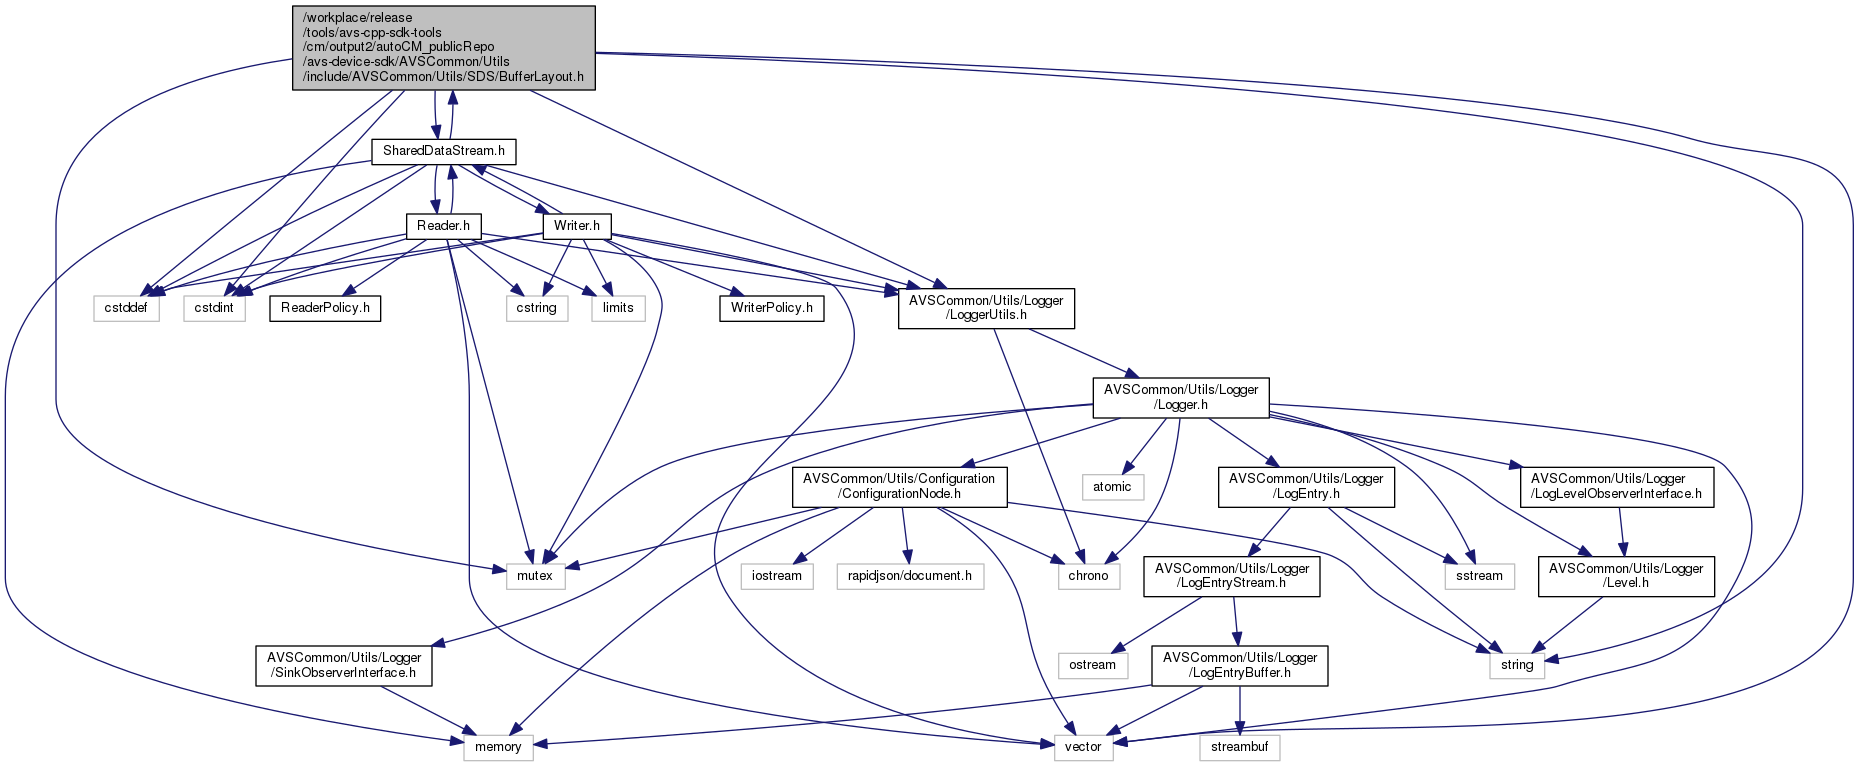 /workplace/release
/tools/avs-cpp-sdk-tools
/cm/output2/autoCM_publicRepo
/avs-device-sdk/AVSCommon/Utils
/include/AVSCommon/Utils/SDS/BufferLayout.h
SharedDataStream.h
Reader.h
Writer.h
cstddef
cstdint
ReaderPolicy.h
cstring
limits
WriterPolicy.h
AVSCommon/Utils/Logger
/LoggerUtils.h
AVSCommon/Utils/Logger
/Logger.h
AVSCommon/Utils/Configuration
/ConfigurationNode.h
atomic
AVSCommon/Utils/Logger
/LogEntry.h
AVSCommon/Utils/Logger
/LogLevelObserverInterface.h
mutex
iostream
rapidjson/document.h
chrono
AVSCommon/Utils/Logger
/LogEntryStream.h
sstream
AVSCommon/Utils/Logger
/Level.h
AVSCommon/Utils/Logger
/SinkObserverInterface.h
ostream
AVSCommon/Utils/Logger
/LogEntryBuffer.h
string
memory
vector
streambuf